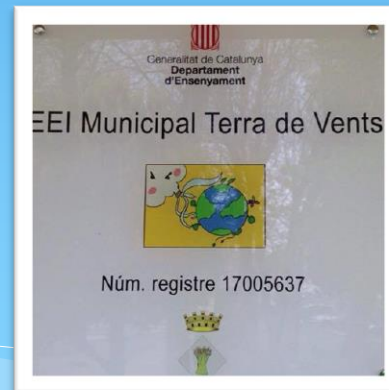 Generalitat de Catalunya
Departament
d'Ensenyament
EEI Municipal Terra de Vents
Núm. registre 17005637